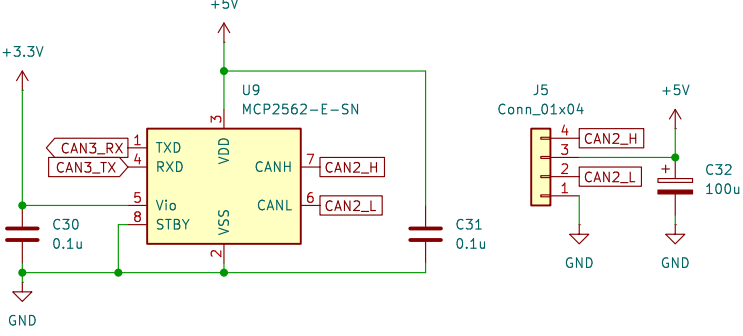 +5V
+3.3V
U9
MCP2562-E-SN
3
VDD
CAN3_RX 1 TXD
CAN3_TX 4 RXD
CANH 7 CAN2_H
5 Vio
CANL 6 CAN2_L
8 STBY
VSS
2
C30
0.1u
C31
0.1u
GND
J5
Conn_01x04
+5V
4 CAN2_H
3
2 CAN2_L
1
+
C32
100u
GND
GND